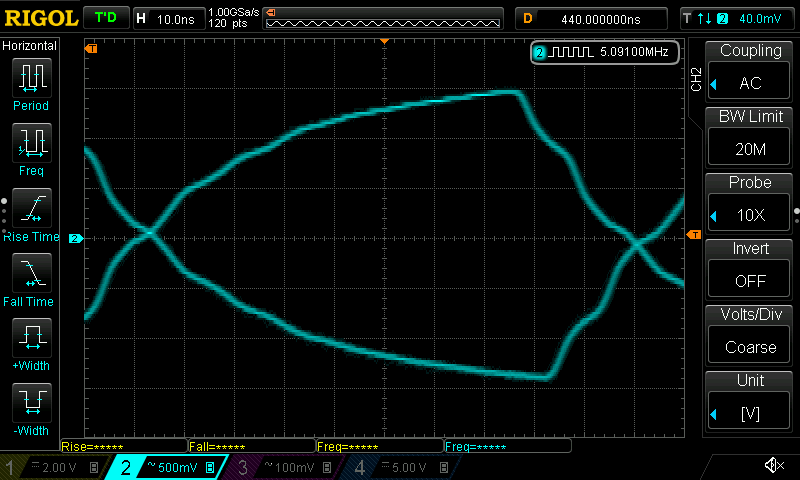 RIGOL T'D H 10.0ns 1.00GSa/s 120 pts D 440.000000ns T 2 40.0mV
Horizontal
Period
Freq
Rise Time
Fall Time
+Width
-Width
T
2 5.09100MHz
2
T
CH2
Coupling
AC
BW Limit
20M
Probe
10X
Invert
OFF
Volts/Div
Coarse
Unit
[V]
Rise=***** Fall=***** Freq=***** Freq=*****
1 2.00 V 2 500mV 3 100mV 4 5.00 V